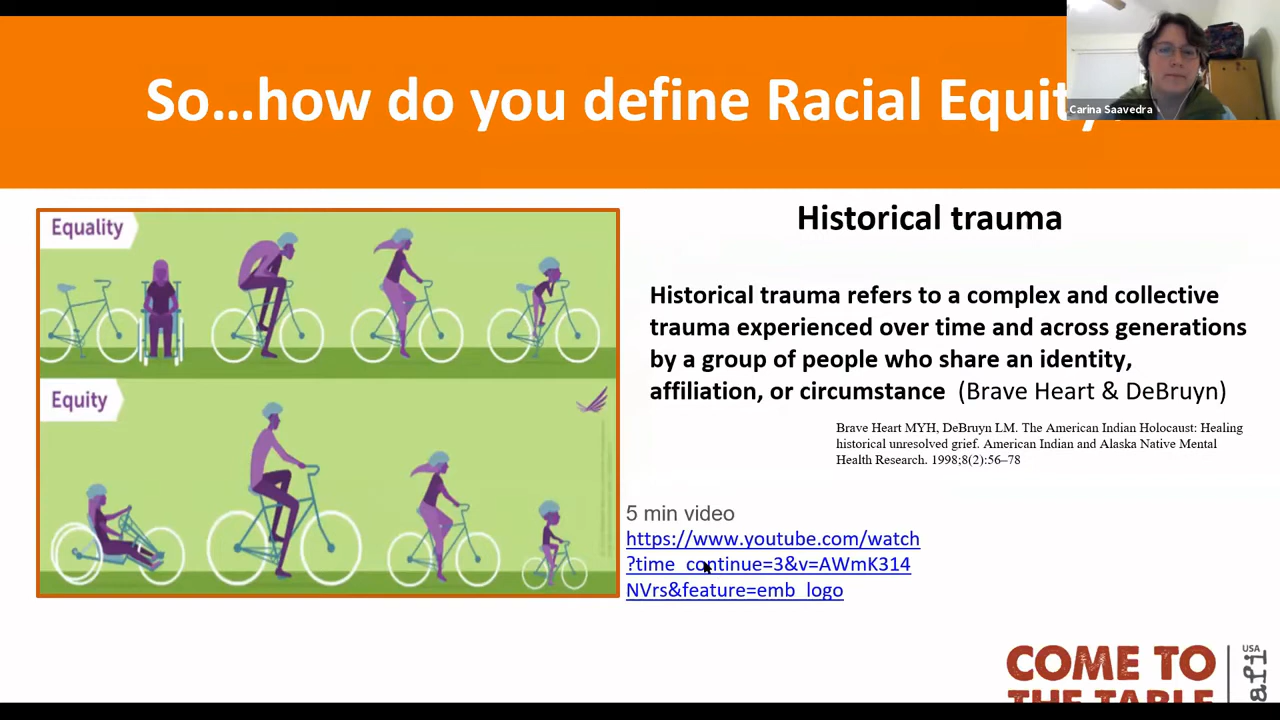 So...how do you define Racial Equity?
Carina Saavedra
Equality
Equity
Historical trauma
Historical trauma refers to a complex and collective
trauma experienced over time and across generations
by a group of people who share an identity,
affiliation, or circumstance (Brave Heart & DeBruyn)
Brave Heart MYH, DeBruyn LM. The American Indian Holocaust: Healing
historical unresolved grief. American Indian and Alaska Native Mental
Health Research. 1998;8(2):56–78
5 min video
https://www.youtube.com/watch
?time_continue=3&v=AWmK314
NVrs&feature=emb_logo
COME TO
THE TABLE
USA
afi